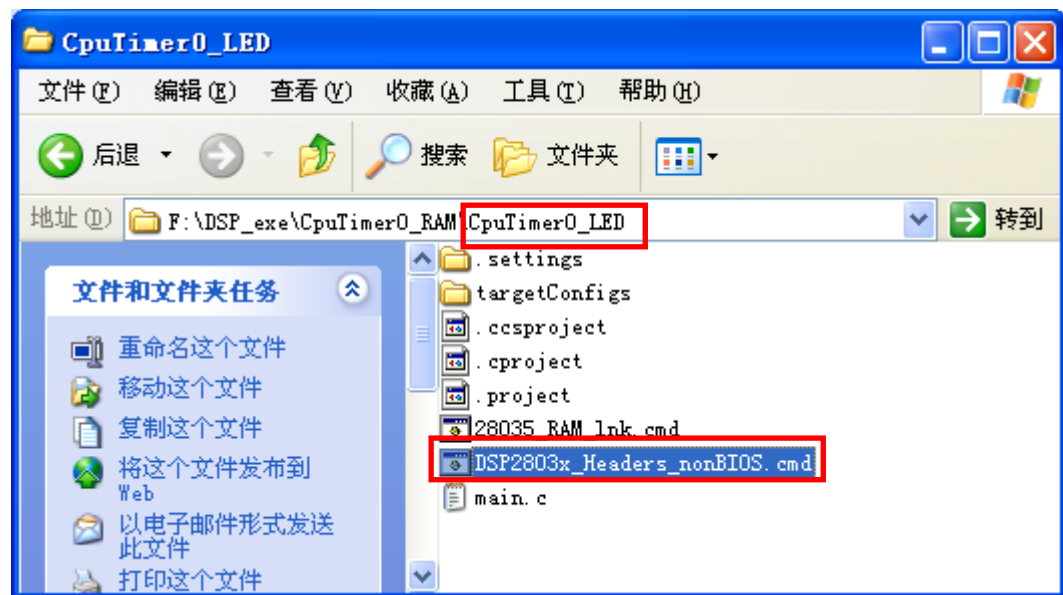 CpuTimer0_LED
文件(F) 编辑(E) 查看(V) 收藏(A) 工具(T) 帮助(H)
后退 搜索 文件夹
地址(D) F:\DSP_exe\CpuTimer0_RAM\CpuTimer0_LED 转到
文件和文件夹任务
重命名这个文件
移动这个文件
复制这个文件
将这个文件发布到
Web
以电子邮件形式发送
此文件
打印这个文件
.settings
targetConfigs
.ccsproject
.cproject
.project
28035_RAM_lnk.cmd
DSP2803x_Headers_nonBIOS.cmd
main.c